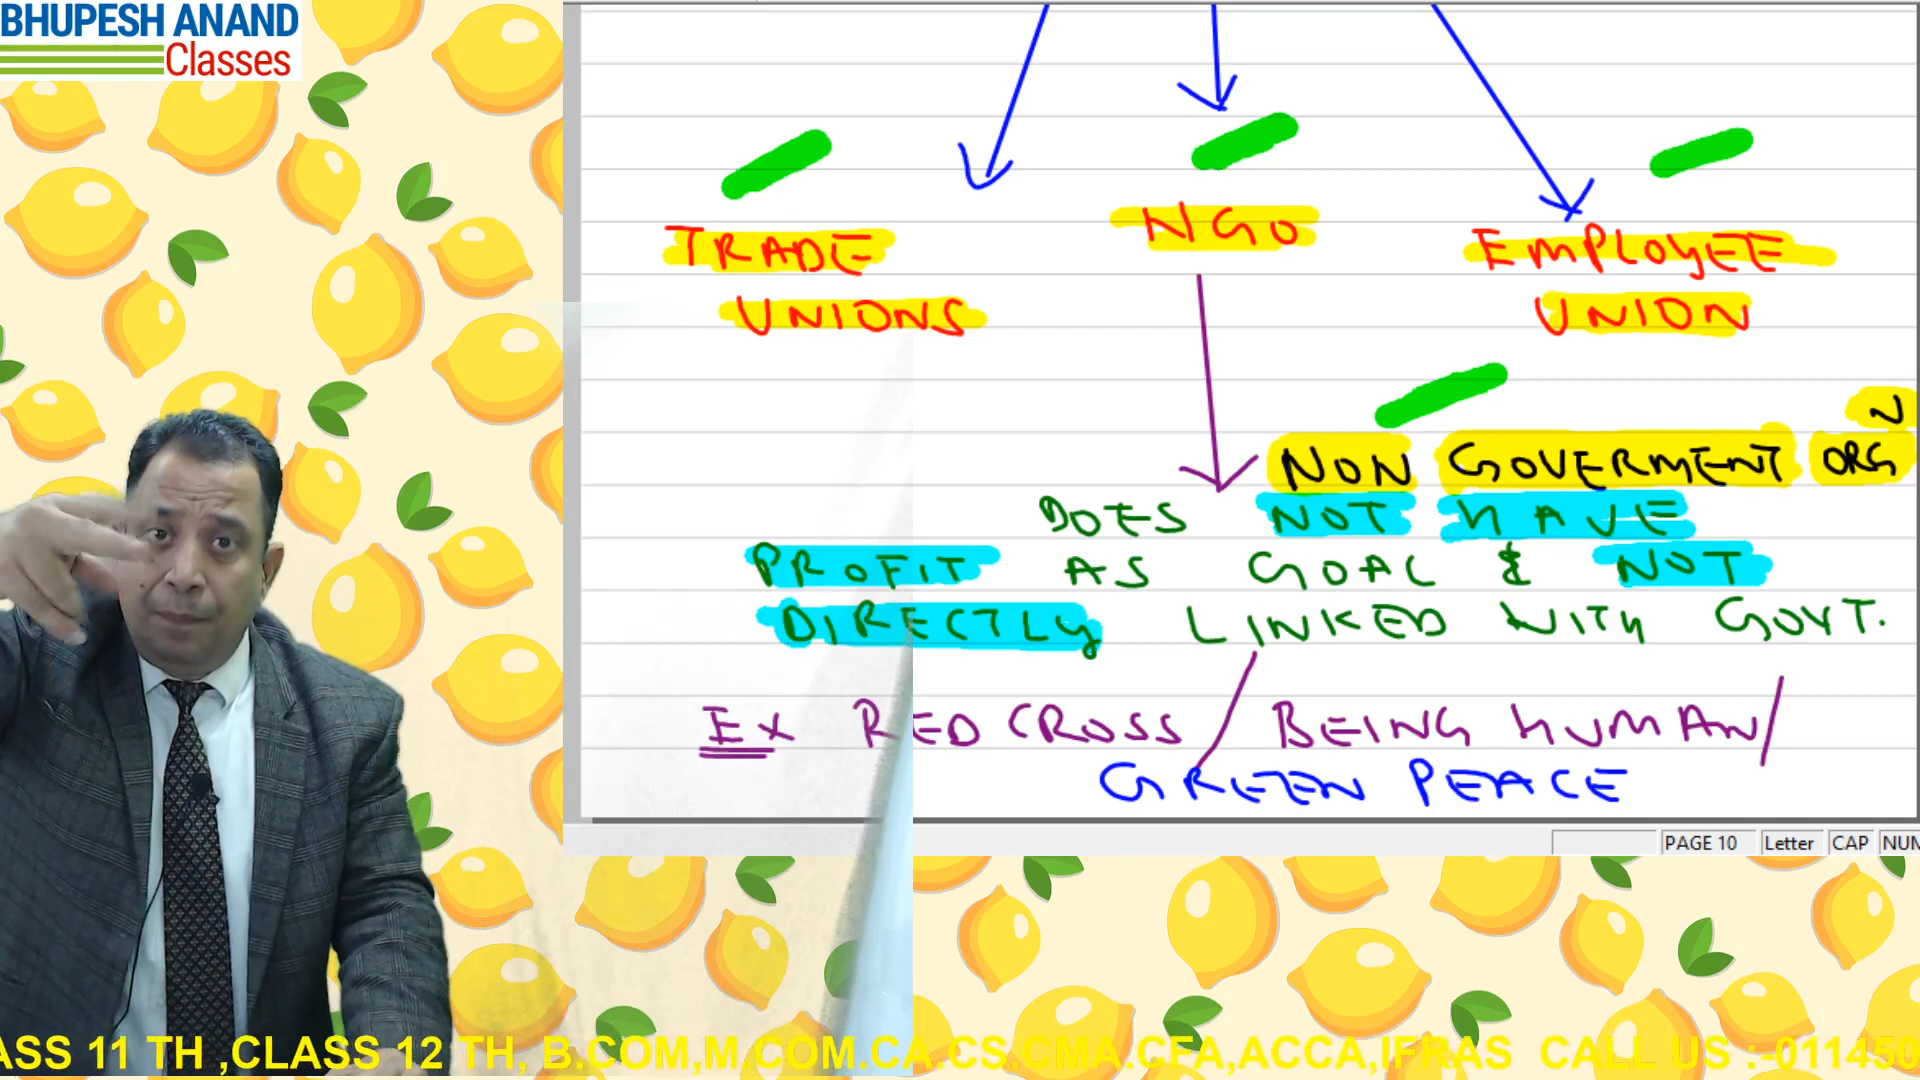 BHUPESH ANAND
Classes
TRADE
UNIONS
NGO
EMPLOYEE
UNION
N
NON GOVERMENT ORG
DOES NOT HAVE
PROFIT AS GOAL & NOT
DIRECTLY LINKED WITH GOVT.
EX RED CROSS / BEING HUMAN/
GREEN PEACE
PAGE 10 Letter CAP NUM
ASS 11 TH ,CLASS 12 TH, B.COM,M.COM.CA.CS.CMA.CFA,ACCA,IFRAS CALL US :-011450